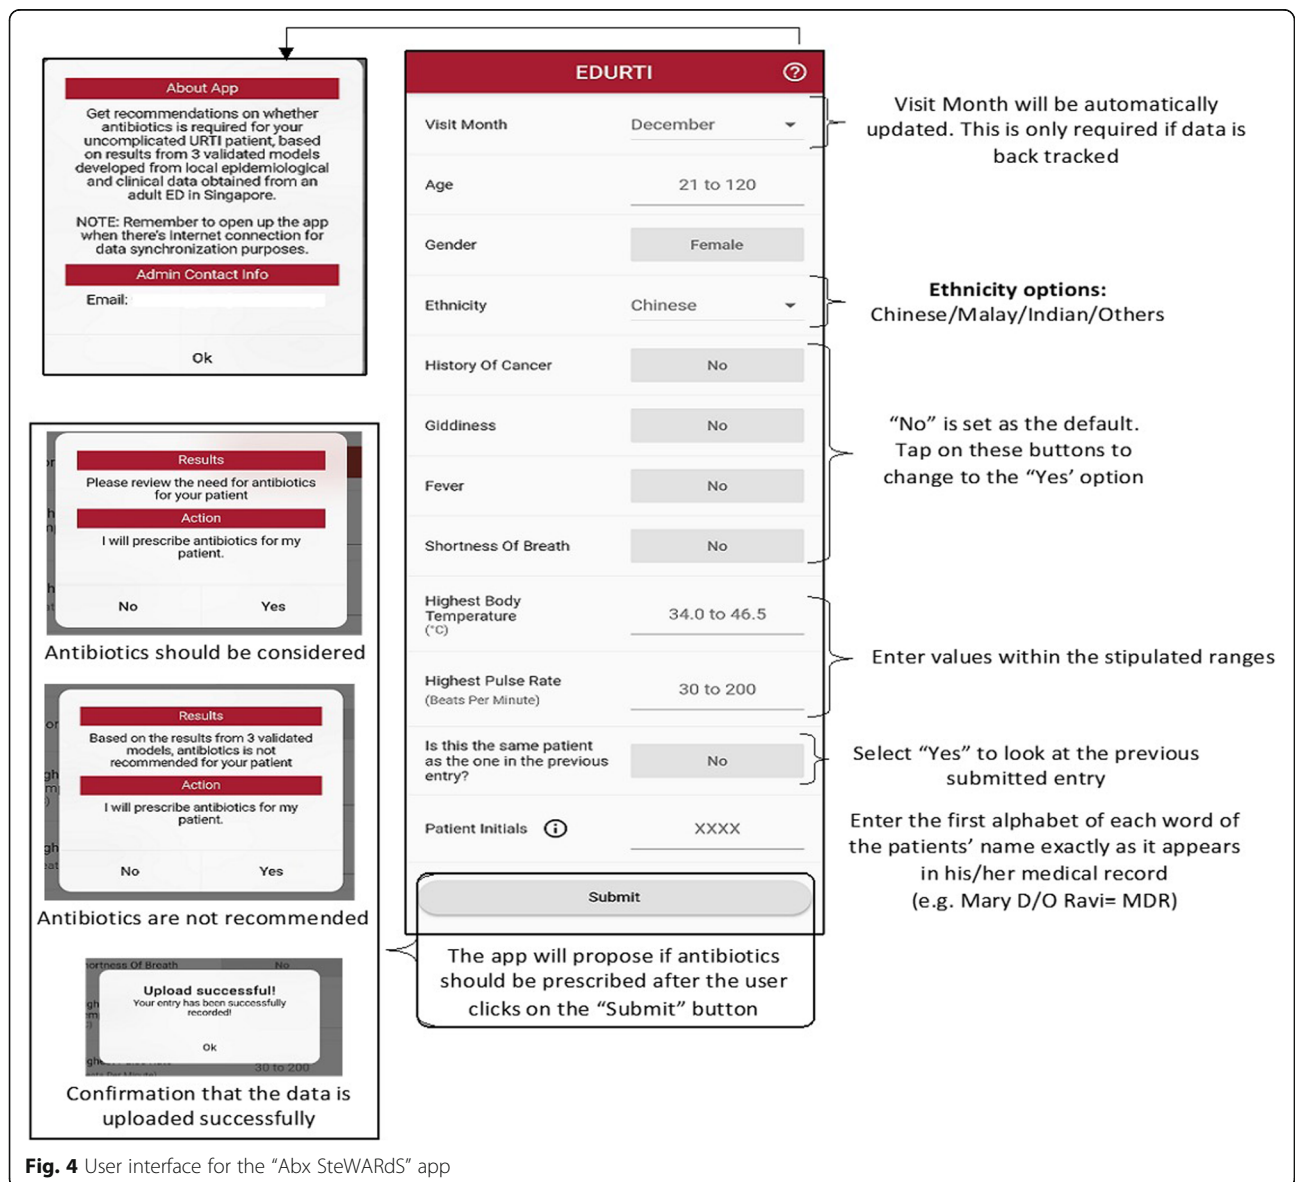 About App
Get recommendations on whether
antibiotics is required for your
uncomplicated URTI patient, based
on results from 3 validated models
developed from local epidemiological
and clinical data obtained from an
adult ED in Singapore.
NOTE: Remember to open up the app
when there's Internet connection for
data synchronization purposes.
Admin Contact Info
Email:
Ok
EDURTI
Visit Month
December
Age
21 to 120
Gender
Female
Ethnicity
Chinese
History Of Cancer
No
Giddiness
No
Fever
No
Shortness Of Breath
No
Highest Body
Temperature
(°C)
34.0 to 46.5
Highest Pulse Rate
(Beats Per Minute)
30 to 200
Is this the same patient
as the one in the previous
entry?
No
Patient Initials
XXXX
Submit
Visit Month will be automatically
updated. This is only required if data is
back tracked
Ethnicity options:
Chinese/Malay/Indian/Others
“No” is set as the default.
Tap on these buttons to
change to the “Yes’ option
Enter values within the stipulated ranges
Select “Yes” to look at the previous
submitted entry
Enter the first alphabet of each word of
the patients’ name exactly as it appears
in his/her medical record
(e.g. Mary D/O Ravi= MDR)
The app will propose if antibiotics
should be prescribed after the user
clicks on the “Submit” button
Results
Please review the need for antibiotics
for your patient
Action
I will prescribe antibiotics for my
patient.
No
Yes
Antibiotics should be considered
Results
Based on the results from 3 validated
models, antibiotics is not
recommended for your patient
Action
I will prescribe antibiotics for my
patient.
No
Yes
Antibiotics are not recommended
ortness Of Breath
No
Upload successful!
Your entry has been successfully
recorded!
Ok
30 to 200
Confirmation that the data is
uploaded successfully
Fig. 4 User interface for the “Abx SteWARdS” app